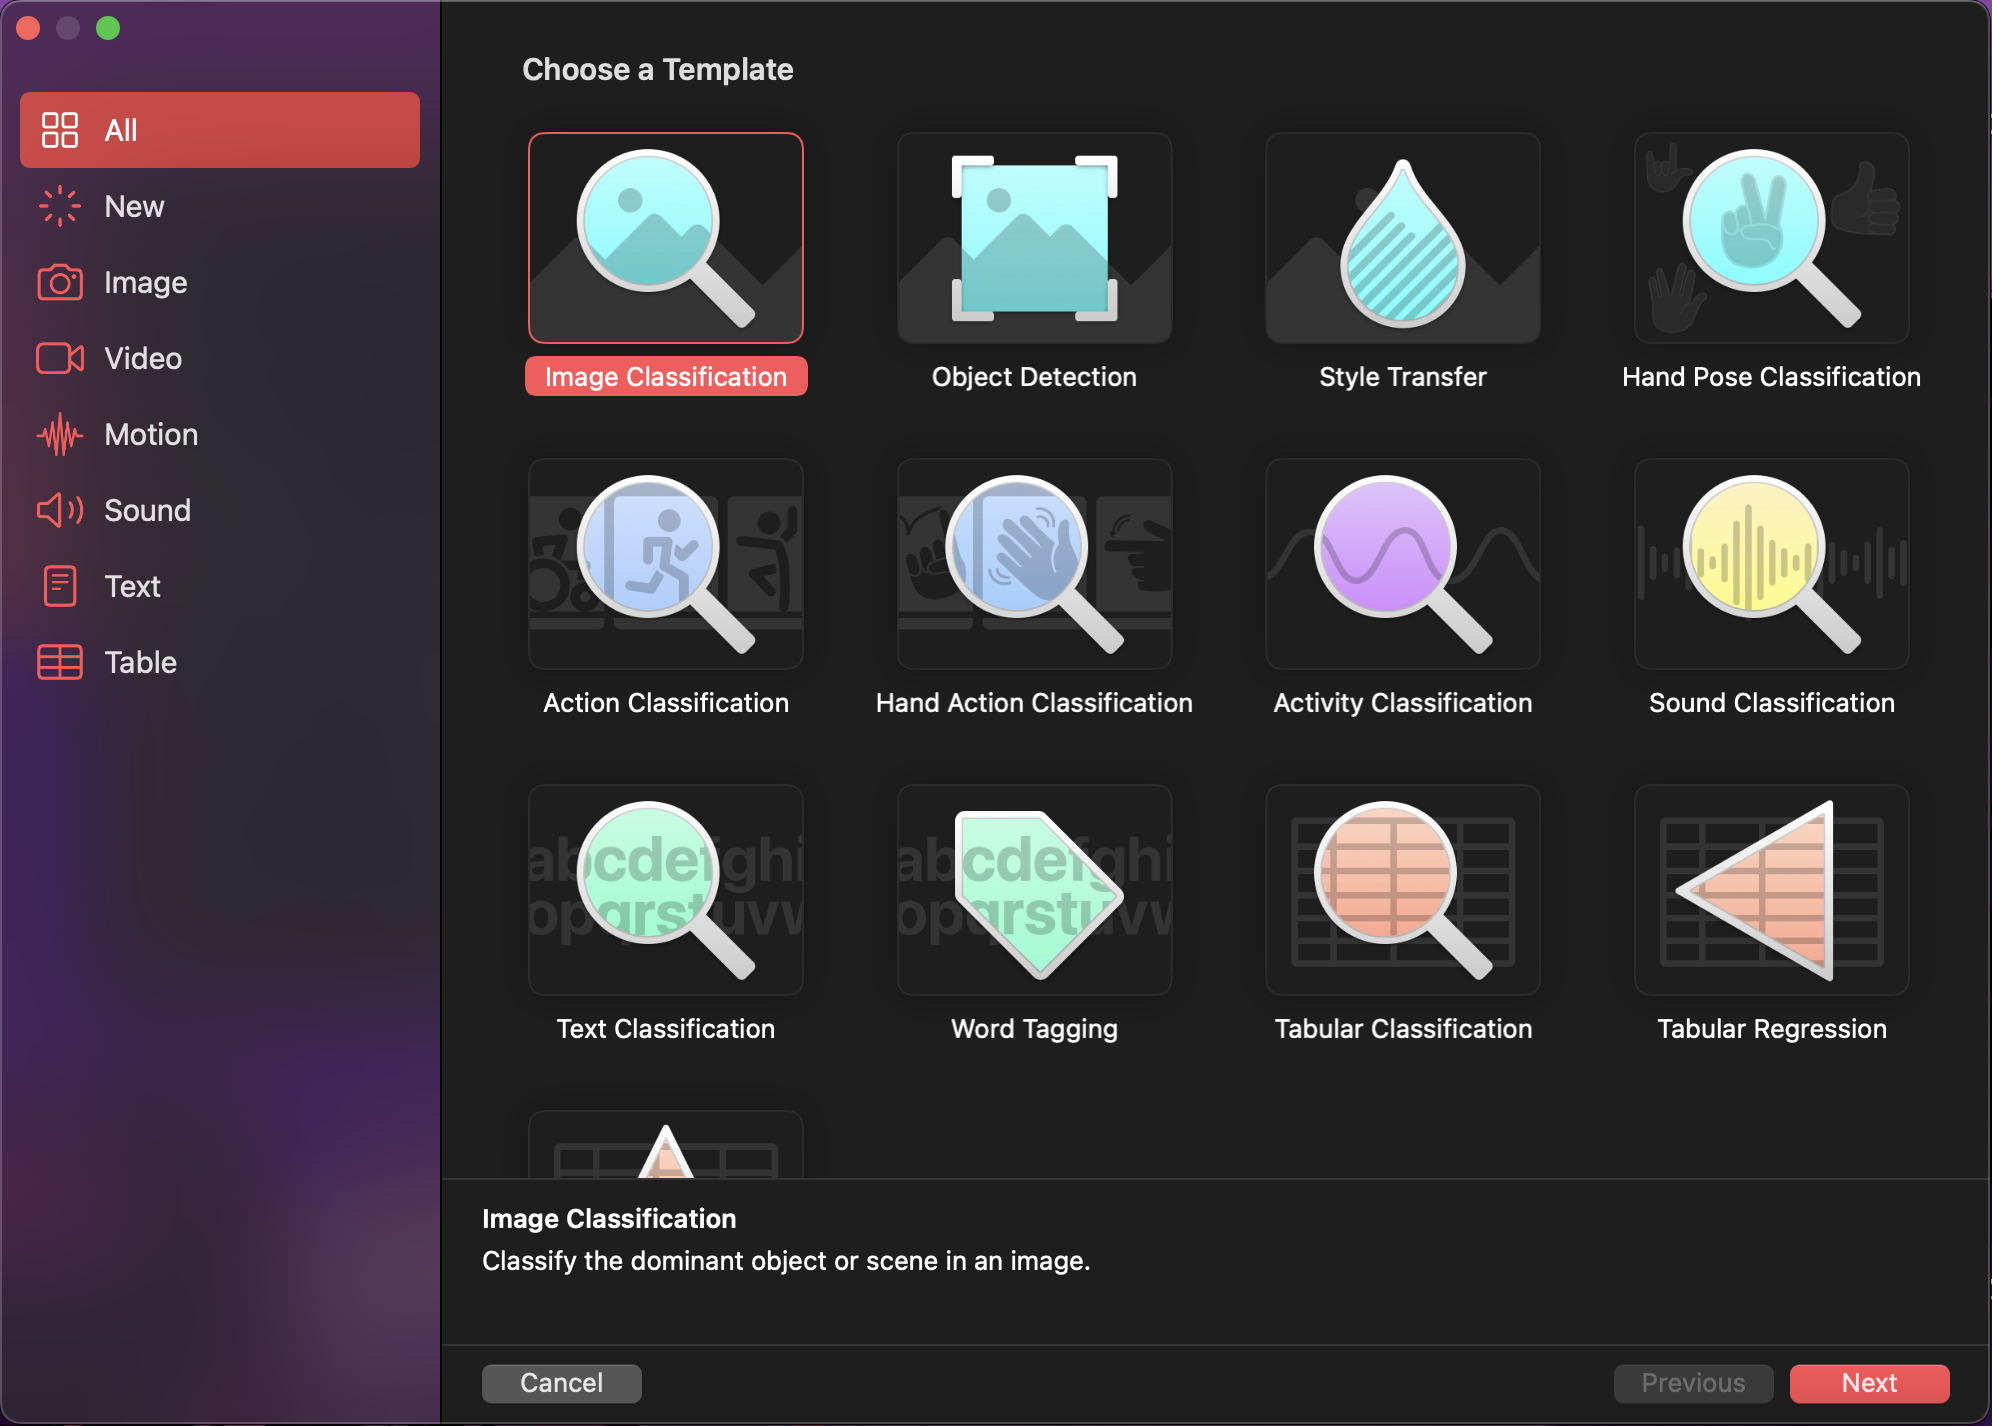 Choose a Template
All
New
Image
Video
Motion
Sound
Text
Table
Image Classification
Object Detection
Style Transfer
Hand Pose Classification
Action Classification
Hand Action Classification
Activity Classification
Sound Classification
abcdefghi
opqrstuvw
Text Classification
abcdefghi
opqrstuvw
Word Tagging
Tabular Classification
Tabular Regression
Image Classification
Classify the dominant object or scene in an image.
Cancel
Previous
Next